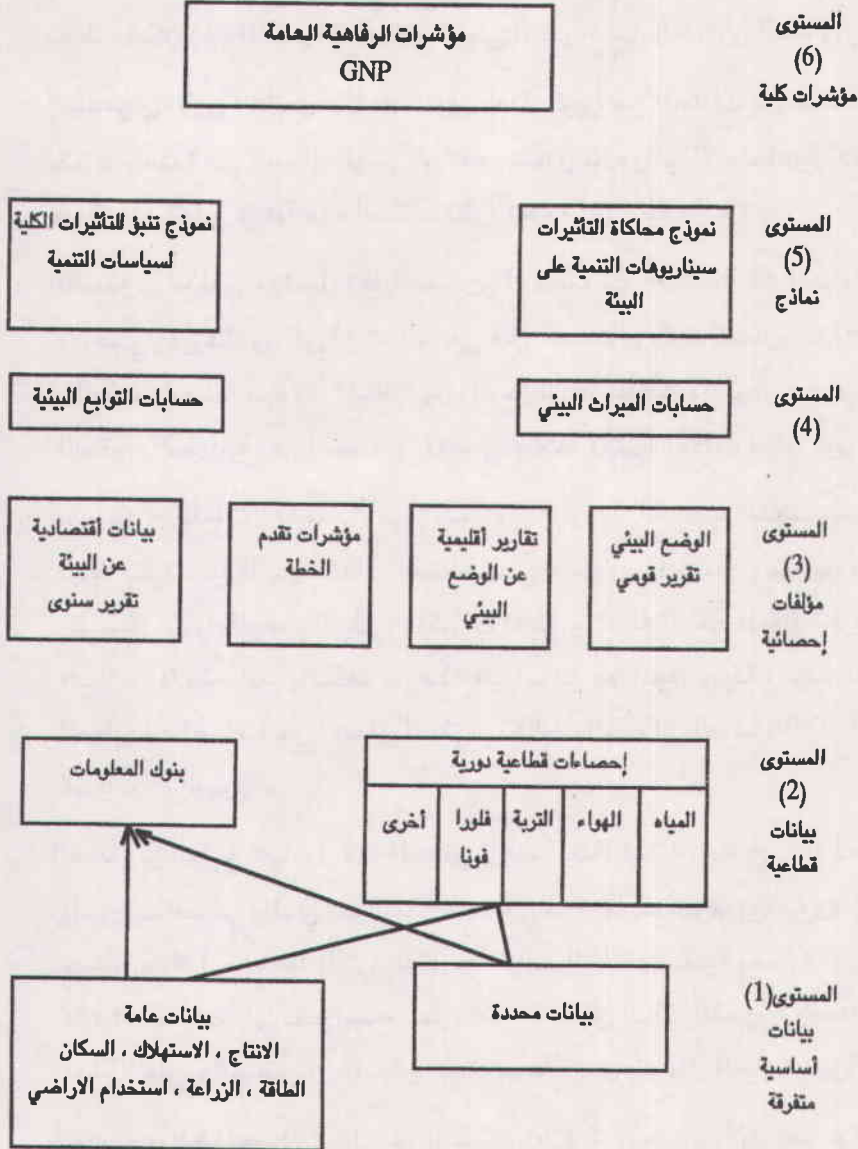 المستوى
(6)
مؤشرات كلية
مؤشرات الرفاهية العامة
GNP
المستوى
(5)
نماذج
نموذج محاكاة التأثيرات
سيناريوهات التنمية على
البيئة
نموذج تنبؤ للتأثيرات الكلية
لسياسات التنمية
المستوى
(4)
حسابات الميراث البيئي
حسابات التوابع البيئية
المستوى
(3)
مؤلفات
إحصائية
الوضع البيئي
تقرير قومي
تقارير أقليمية
عن الوضع
البيئي
مؤشرات تقدم
الخطة
بيانات أقتصادية
عن البيئة
تقرير سنوى
المستوى
(2)
بيانات
قطاعية
إحصاءات قطاعية دورية
المياه
الهواء
التربة
فلورا
فونا
أخرى
بنوك المعلومات
المستوى(1)
بيانات
أساسية
متفرقة
بيانات محددة
بيانات عامة
الانتاج ، الاستهلاك ، السكان
الطاقة ، الزراعة ، استخدام الاراضي